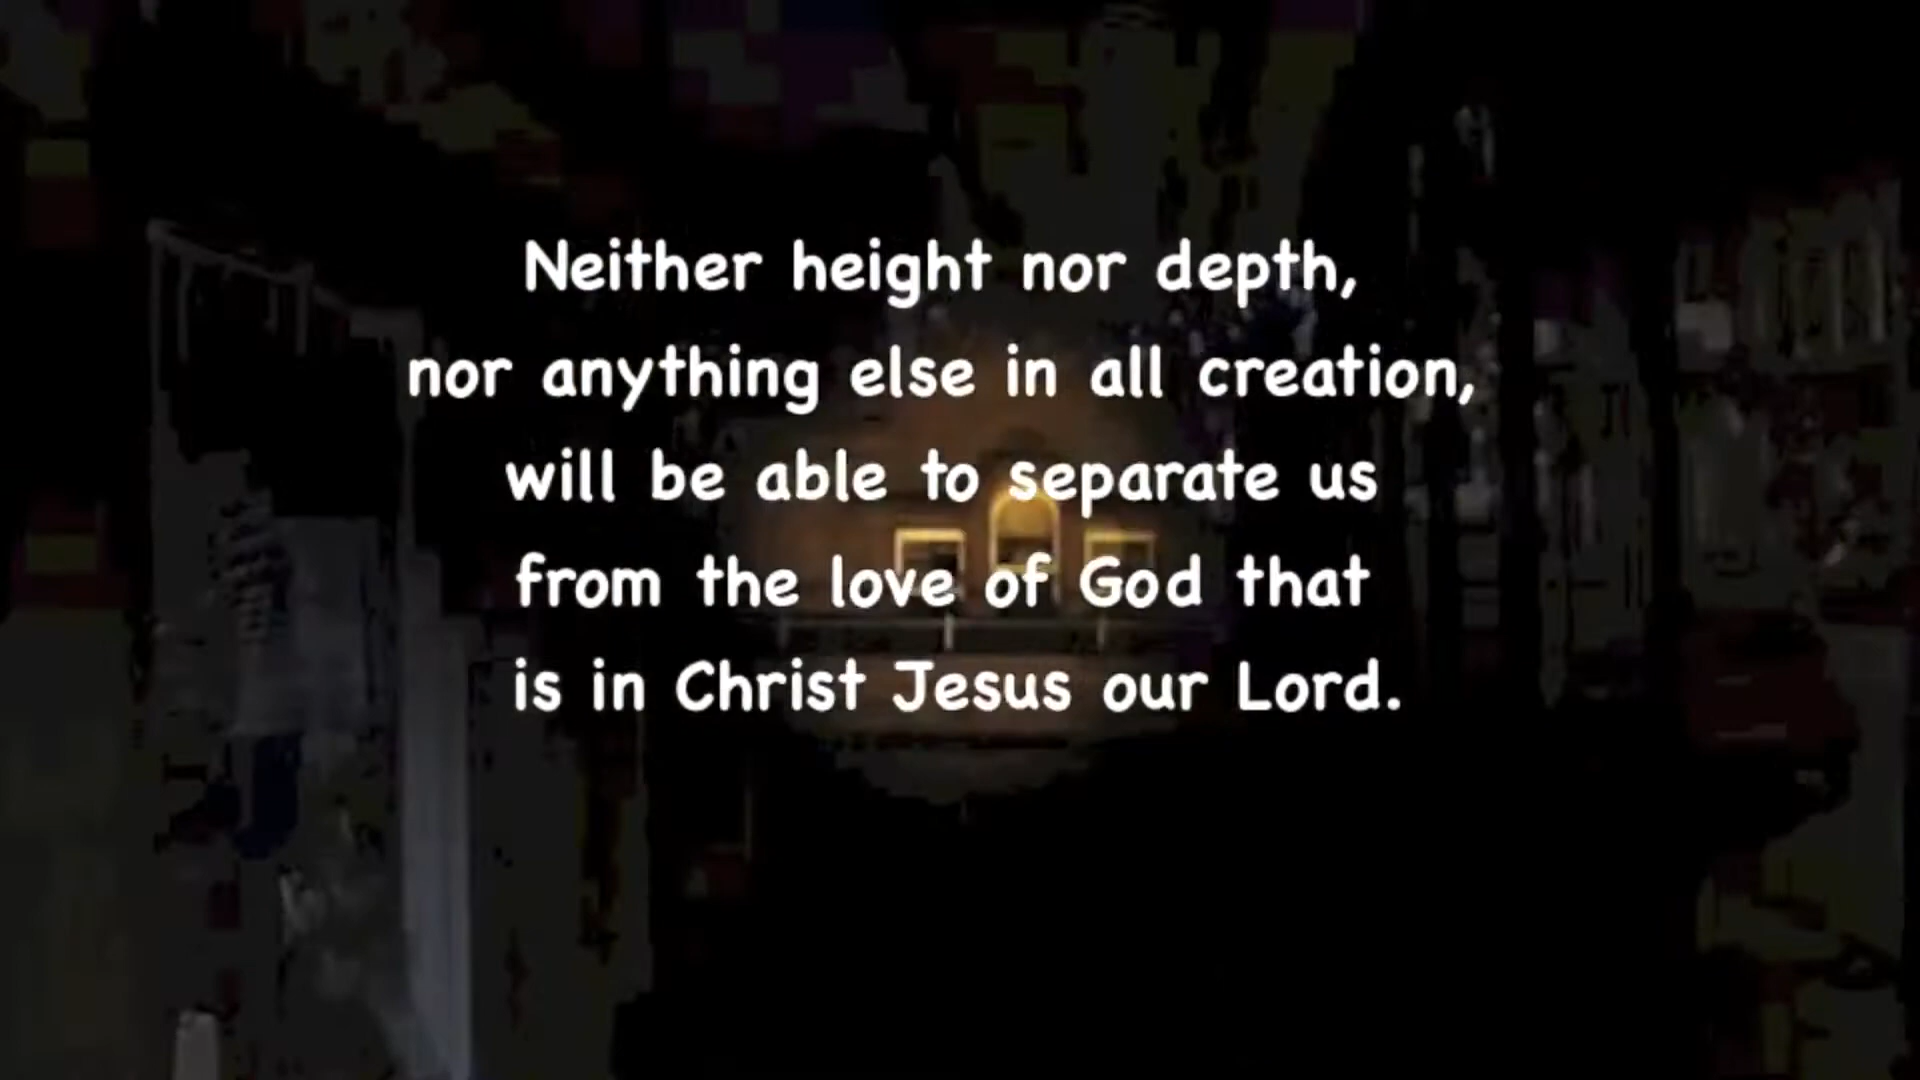 Neither height nor depth,
nor anything else in all creation,
will be able to separate us
from the love of God that
is in Christ Jesus our Lord.